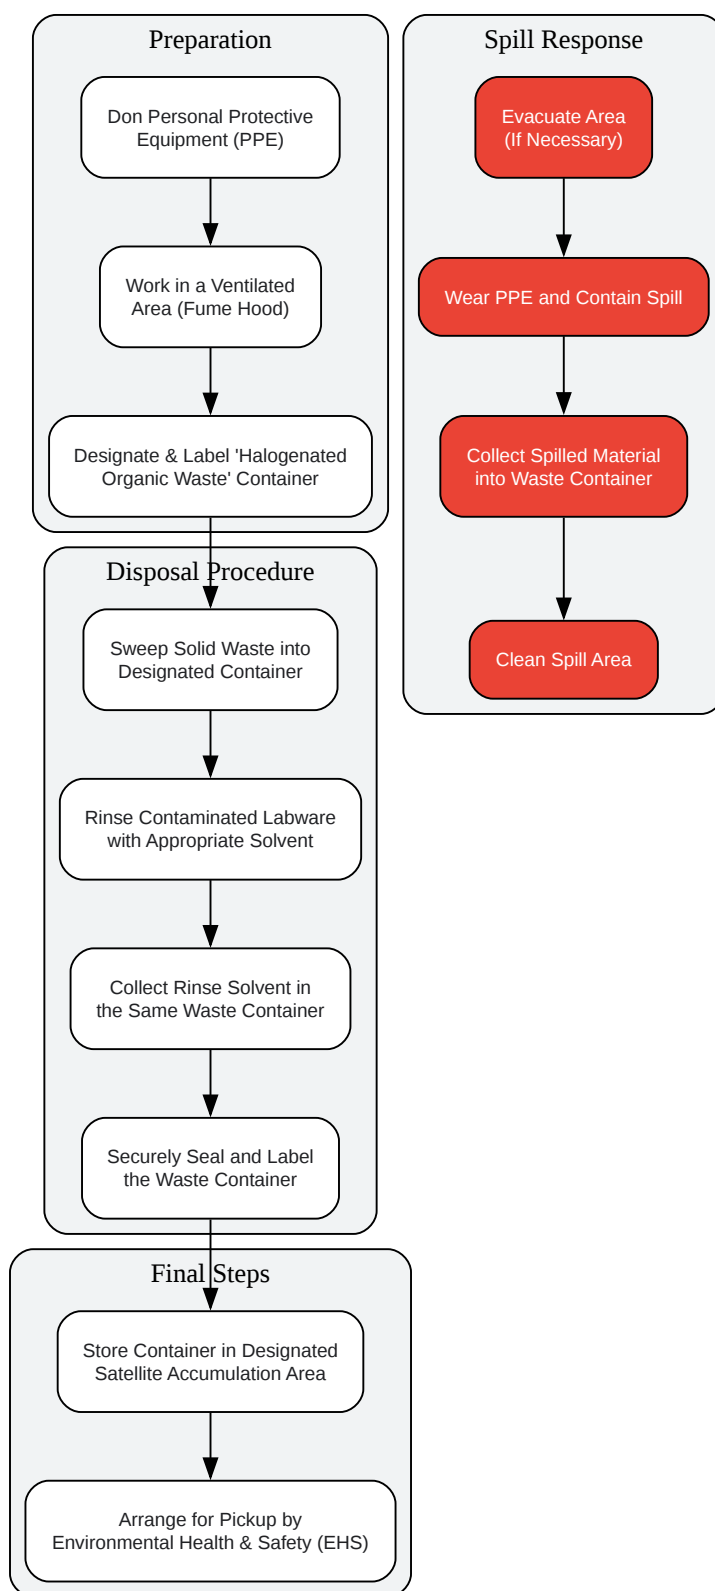 Preparation
Don Personal Protective
Equipment (PPE)
Work in a Ventilated
Area (Fume Hood)
Designate & Label 'Halogenated
Organic Waste' Container
Disposal Procedure
Sweep Solid Waste into
Designated Container
Rinse Contaminated Labware
with Appropriate Solvent
Collect Rinse Solvent in
the Same Waste Container
Securely Seal and Label
the Waste Container
Final Steps
Store Container in Designated
Satellite Accumulation Area
Arrange for Pickup by
Environmental Health & Safety (EHS)
Spill Response
Evacuate Area
(If Necessary)
Wear PPE and Contain Spill
Collect Spilled Material
into Waste Container
Clean Spill Area